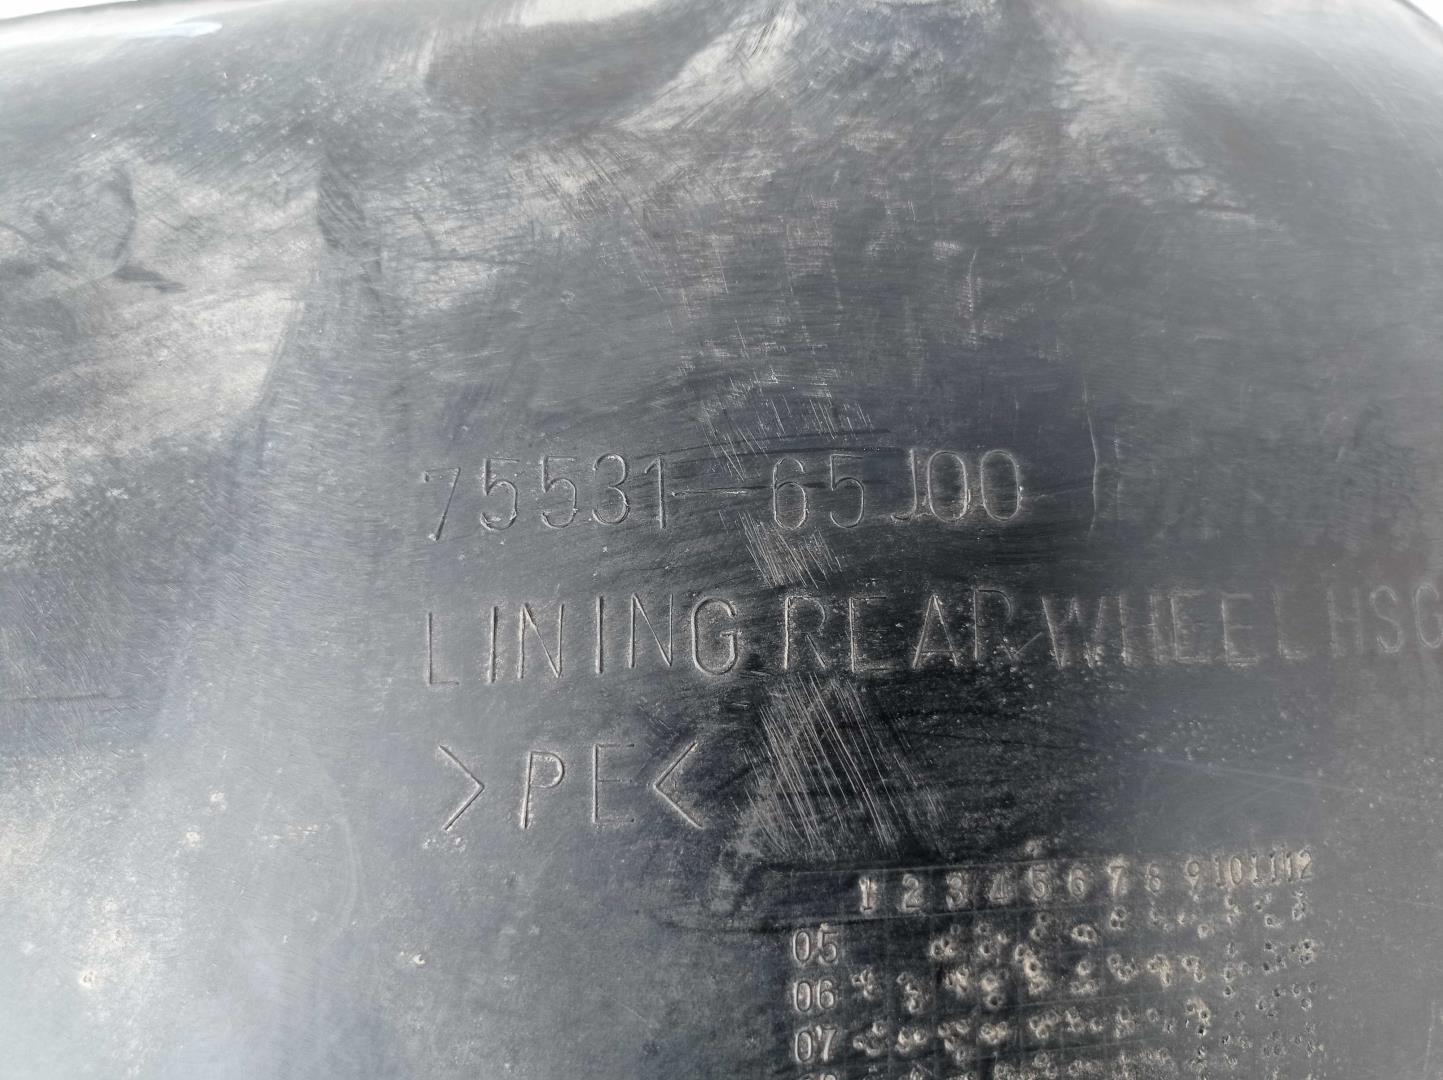 75531-65J00
LINING REAR WHEEL HSG
>PE<
1 2 3 4 5 6 7 8 9 10 11 12
05
06
07